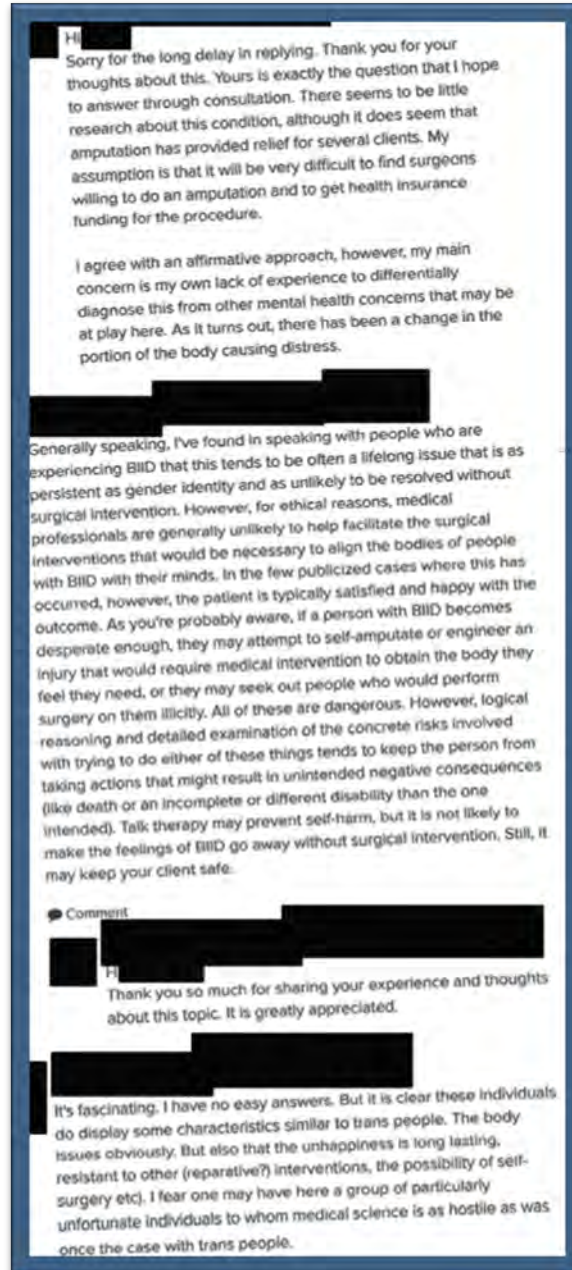 Hi
Sorry for the long delay in replying. Thank you for your
thoughts about this. Yours is exactly the question that I hope
to answer through consultation. There seems to be little
research about this condition, although it does seem that
amputation has provided relief for several clients. My
assumption is that it will be very difficult to find surgeons
willing to do an amputation and to get health insurance
funding for the procedure.
I agree with an affirmative approach, however, my main
concern is my own lack of experience to differentially
diagnose this from other mental health concerns that may be
at play here. As it turns out, there has been a change in the
portion of the body causing distress.
Generally speaking, I've found in speaking with people who are
experiencing BIID that this tends to be often a lifelong issue that is as
persistent as gender identity and as unlikely to be resolved without
surgical intervention. However, for ethical reasons, medical
professionals are generally unlikely to help facilitate the surgical
interventions that would be necessary to align the bodies of people
with BIID with their minds. In the few publicized cases where this has
occurred, however, the patient is typically satisfied and happy with the
outcome. As you're probably aware, if a person with BIID becomes
desperate enough, they may attempt to self-amputate or engineer an
injury that would require medical intervention to obtain the body they
feel they need, or they may seek out people who would perform
surgery on them illicitly. All of these are dangerous. However, logical
reasoning and detailed examination of the concrete risks involved
with trying to do either of these things tends to keep the person from
taking actions that might result in unintended negative consequences
(like death or an incomplete or different disability than the one
intended). Talk therapy may prevent self-harm, but it is not likely to
make the feelings of BIID go away without surgical intervention. Still, it
may keep your client safe.
Comment
H
Thank you so much for sharing your experience and thoughts
about this topic. It is greatly appreciated.
It's fascinating. I have no easy answers. But it is clear these individuals
do display some characteristics similar to trans people. The body
issues obviously. But also that the unhappiness is long lasting,
resistant to other (reparative?) interventions, the possibility of self-
surgery etc). I fear one may have here a group of particularly
unfortunate individuals to whom medical science is as hostile as was
once the case with trans people.